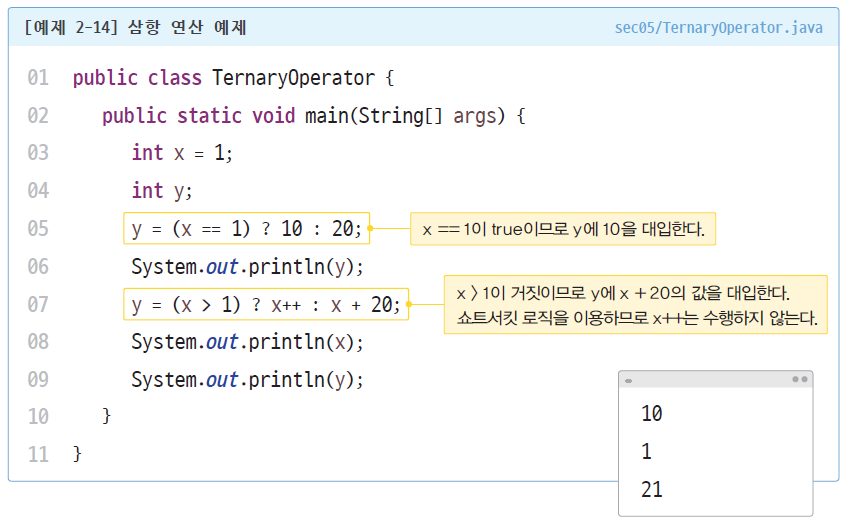 [예제 2-14] 삼항 연산 예제
sec05/TernaryOperator.java
01 public class TernaryOperator {
02 public static void main(String[] args) {
03 int x = 1;
04 int y;
05 y = (x == 1) ? 10 : 20;
x == 1이 true이므로 y에 10을 대입한다.
06 System.out.println(y);
07 y = (x > 1) ? x++ : x + 20;
x > 1이 거짓이므로 y에 x + 20의 값을 대입한다.
쇼트서킷 로직을 이용하므로 x++는 수행하지 않는다.
08 System.out.println(x);
09 System.out.println(y);
10 }
11 }
10
1
21